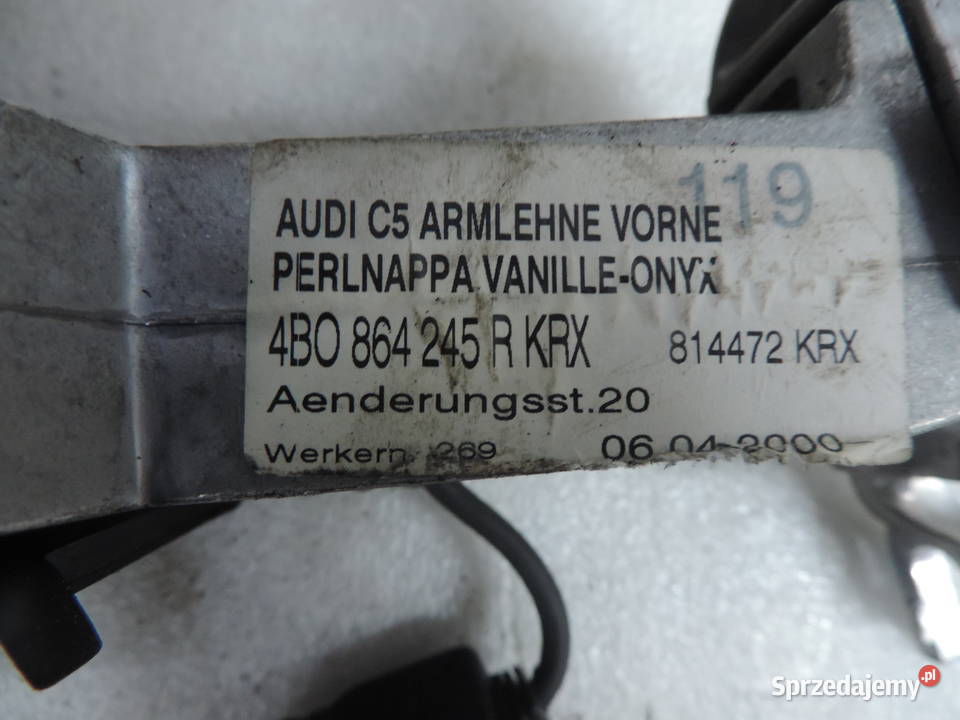 119
AUDI C5 ARMLEHNE VORNE
PERLNAPPA VANILLE-ONYX
4BO 864 245 R KRX 814472 KRX
Aenderungsst.20
Werkern. 269 06.04-2000
Sprzedajemy.pl